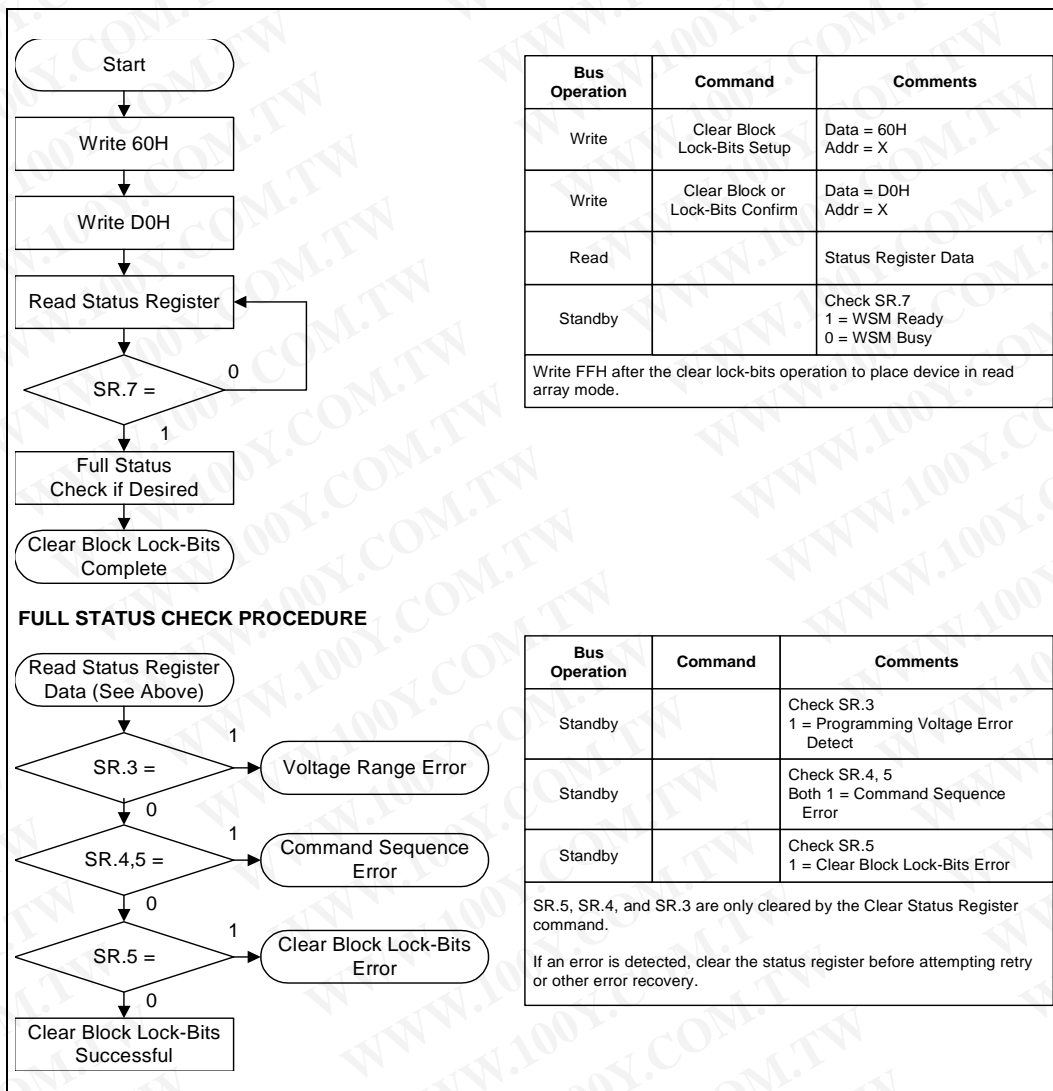 Start
Write 60H
Write D0H
Read Status Register
SR.7 =
0
1
Full Status
Check if Desired
Clear Block Lock-Bits
Complete
Bus
Operation
Command
Comments
Write
Clear Block
Lock-Bits Setup
Data = 60H
Addr = X
Write
Clear Block or
Lock-Bits Confirm
Data = D0H
Addr = X
Read
Status Register Data
Standby
Check SR.7
1 = WSM Ready
0 = WSM Busy
Write FFH after the clear lock-bits operation to place device in read
array mode.
FULL STATUS CHECK PROCEDURE
Read Status Register
Data (See Above)
SR.3 =
1
Voltage Range Error
0
SR.4,5 =
1
Command Sequence
Error
0
SR.5 =
1
Clear Block Lock-Bits
Error
0
Clear Block Lock-Bits
Successful
Bus
Operation
Command
Comments
Standby
Check SR.3
1 = Programming Voltage Error
Detect
Standby
Check SR.4, 5
Both 1 = Command Sequence
Error
Standby
Check SR.5
1 = Clear Block Lock-Bits Error
SR.5, SR.4, and SR.3 are only cleared by the Clear Status Register
command.
If an error is detected, clear the status register before attempting retry
or other error recovery.
WWW.100Y.COM.TW